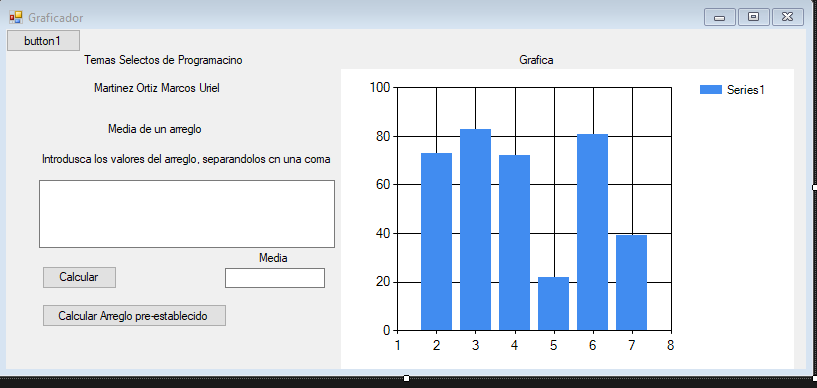 Graficador
button1
Temas Selectos de Programacino
Martinez Ortiz Marcos Uriel
Media de un arreglo
Introdusca los valores del arreglo, separandolos cn una coma
Media
Calcular
Calcular Arreglo pre-establecido
Grafica
100
80
60
40
20
0
1 2 3 4 5 6 7 8
Series1